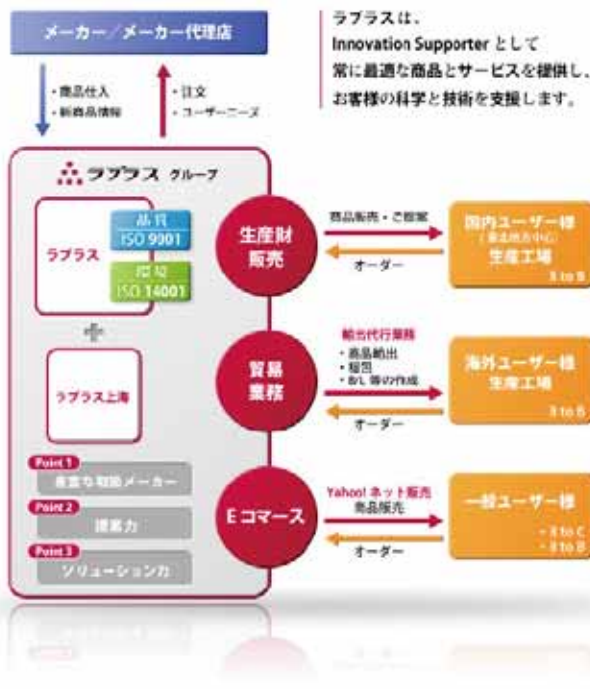 メーカー／メーカー代理店
ラプラスは、
Innovation Supporter として
常に最適な商品とサービスを提供し、
お客様の科学と技術を支援します。
・商品仕入
・新商品情報
・注文
・ユーザーニーズ
ラプラス グループ
ラプラス
品質
ISO 9001
環境
ISO 14001
ラプラス上海
Point 1
豊富な取扱メーカー
Point 2
提案力
Point 3
ソリューション力
生産財
販売
商品販売・ご提案
オーダー
国内ユーザー様
生産工場
B to B
貿易
業務
輸出代行業務
・商品輸出
・梱包
・B/L 等の作成
オーダー
海外ユーザー様
生産工場
B to B
E コマース
Yahoo! ネット販売
商品販売
オーダー
一般ユーザー様
・B to C
・B to B